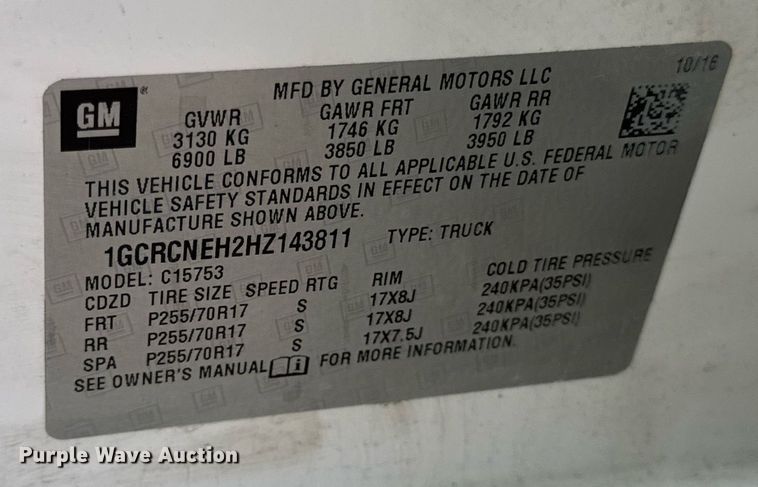 GM
MFD BY GENERAL MOTORS LLC
10/16
GVWR GAWR FRT GAWR RR
3130 KG 1746 KG 1792 KG
6900 LB 3850 LB 3950 LB
THIS VEHICLE CONFORMS TO ALL APPLICABLE U.S. FEDERAL MOTOR
VEHICLE SAFETY STANDARDS IN EFFECT ON THE DATE OF
MANUFACTURE SHOWN ABOVE.
1GCRCNEH2HZ143811 TYPE: TRUCK
MODEL: C15753
CDZD TIRE SIZE SPEED RTG RIM COLD TIRE PRESSURE
FRT P255/70R17 S 17X8J 240KPA(35PSI)
RR P255/70R17 S 17X8J 240KPA(35PSI)
SPA P255/70R17 S 17X7.5J 240KPA(35PSI)
SEE OWNER'S MANUAL i FOR MORE INFORMATION.
Purple Wave Auction